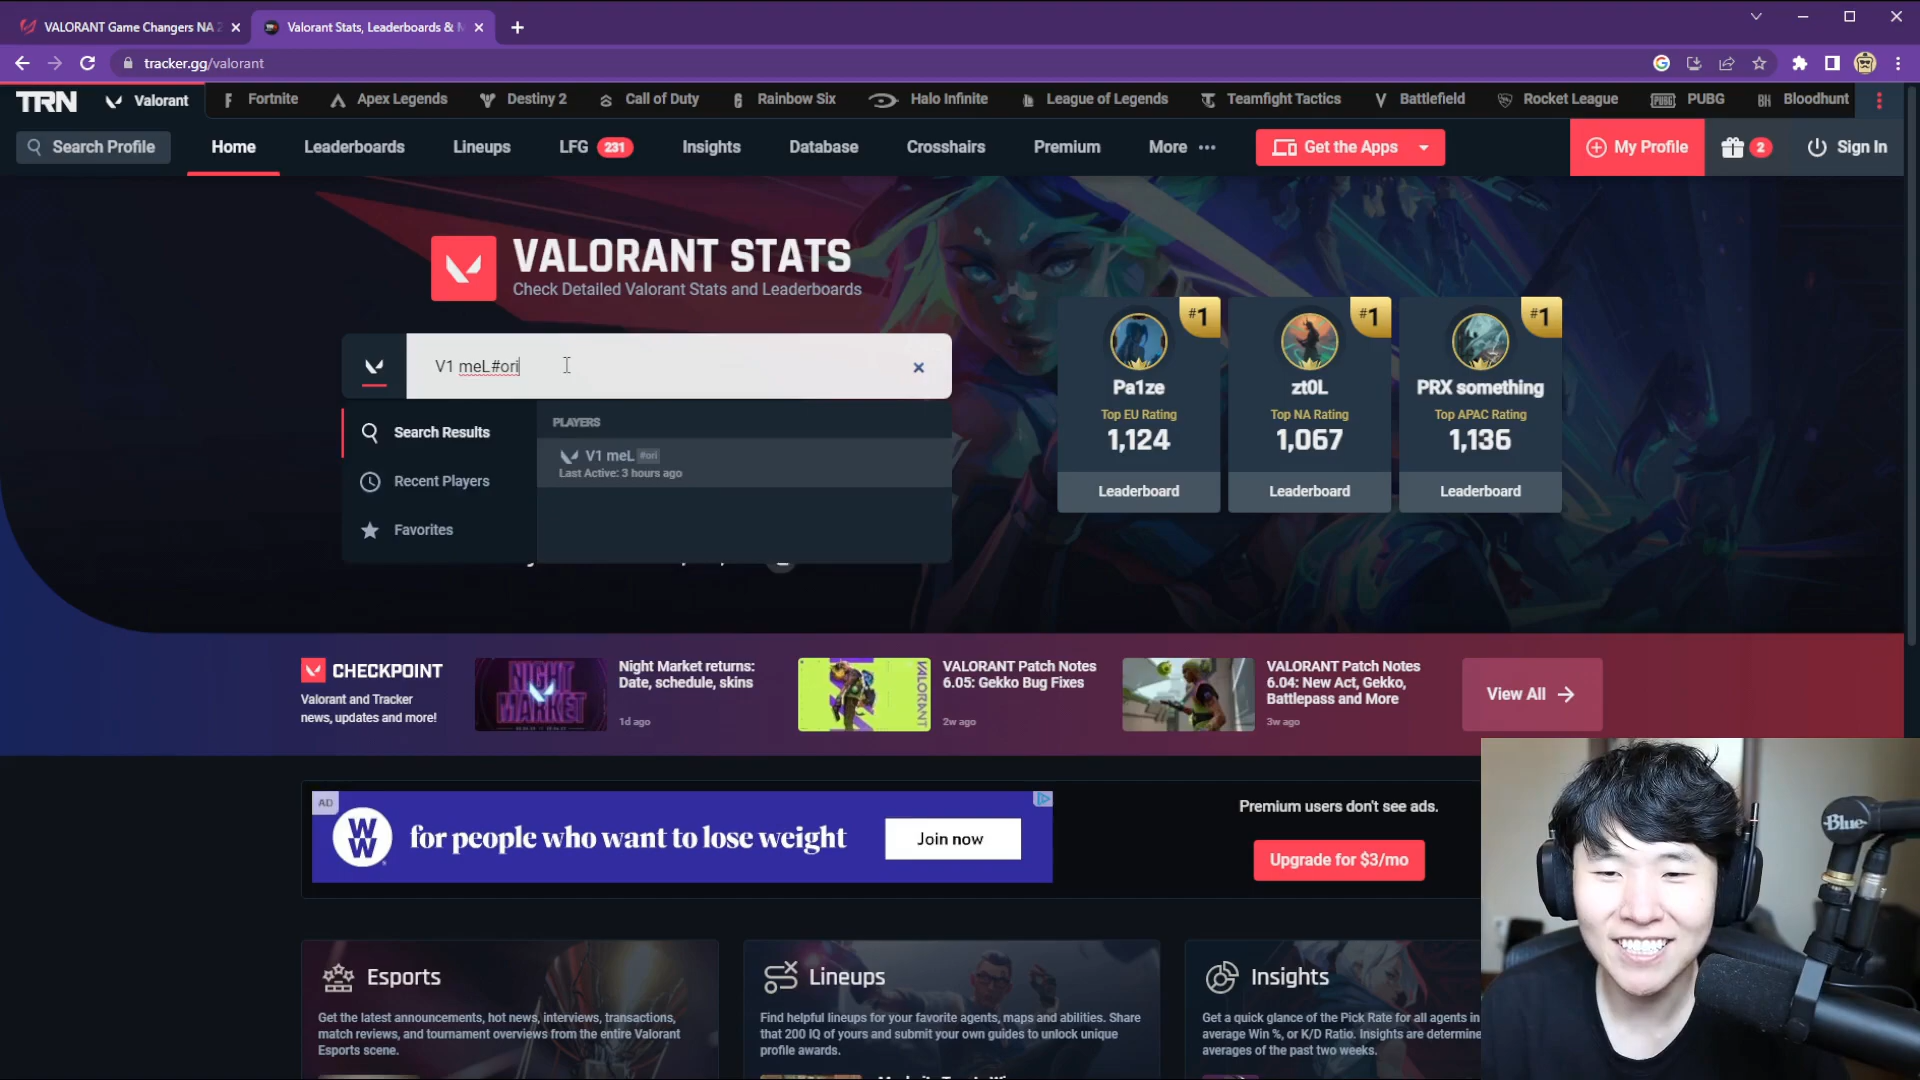 VALORANT Game Changers NA 2
Valorant Stats, Leaderboards & M
tracker.gg/valorant
TRN Valorant Fortnite Apex Legends Destiny 2 Call of Duty Rainbow Six Halo Infinite League of Legends Teamfight Tactics Battlefield Rocket League PUBG Bloodhunt
Search Profile Home Leaderboards Lineups LFG 231 Insights Database Crosshairs Premium More Get the Apps My Profile 2 Sign In
VALORANT STATS
Check Detailed Valorant Stats and Leaderboards
V1 meL#ori
Search Results
Recent Players
Favorites
PLAYERS
V1 meL #ori
Last Active: 3 hours ago
#1
Pa1ze
Top EU Rating
1,124
Leaderboard
#1
zt0L
Top NA Rating
1,067
Leaderboard
#1
PRX something
Top APAC Rating
1,136
Leaderboard
CHECKPOINT
Valorant and Tracker
news, updates and more!
NIGHT
MARKET
Night Market returns:
Date, schedule, skins
1d ago
VALORANT
VALORANT Patch Notes
6.05: Gekko Bug Fixes
2w ago
VALORANT Patch Notes
6.04: New Act, Gekko,
Battlepass and More
3w ago
View All
AD
WW
for people who want to lose weight
Join now
Premium users don't see ads.
Upgrade for $3/mo
Blue
Esports
Get the latest announcements, hot news, interviews, transactions,
match reviews, and tournament overviews from the entire Valorant
Esports scene.
Lineups
Find helpful lineups for your favorite agents, maps and abilities. Share
that 200 IQ of yours and submit your own guides to unlock unique
profile awards.
Insights
Get a quick glance of the Pick Rate for all agents in
average Win %, or K/D Ratio. Insights are determine
averages of the past two weeks.